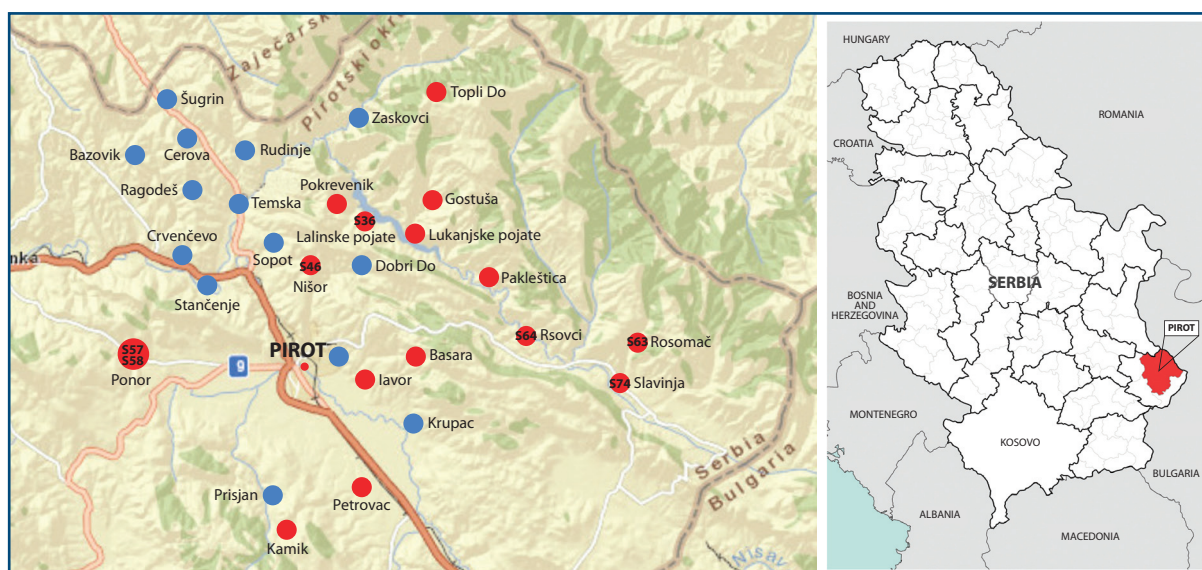 Zaječarsk
Pirotski okr
Šugrin
Topli Do
Zaskovci
Cerova
Rudinje
Bazovik
Ragodeš
Pokrevenik
Gostuša
Temska
S36
Lalinske pojate
Lukanjske pojate
Crvenčevo
Sopot
S46
Nišor
Dobri Do
Pakleštica
Stančenje
S64 Rsovci
S63 Rosomač
S57
S58
Ponor
9
PIROT
Basara
Iavor
S74 Slavinja
Krupac
Serbia
Bulgaria
Petrovac
Prisjan
Kamik
Nisav
HUNGARY
ROMANIA
CROATIA
SERBIA
BOSNIA
AND
HERZEGOVINA
PIROT
MONTENEGRO
KOSOVO
BULGARIA
ALBANIA
MACEDONIA